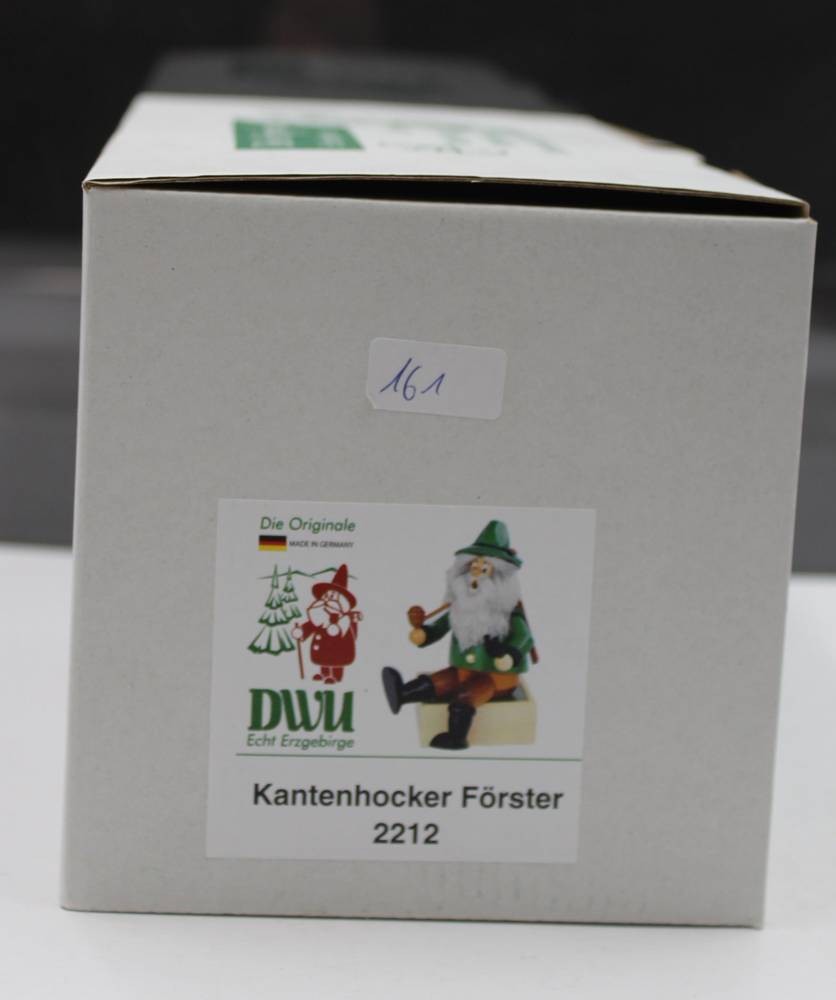 161
Die Originale
MADE IN GERMANY
DWU
Echt Erzgebirge
Kantenhocker Förster
2212